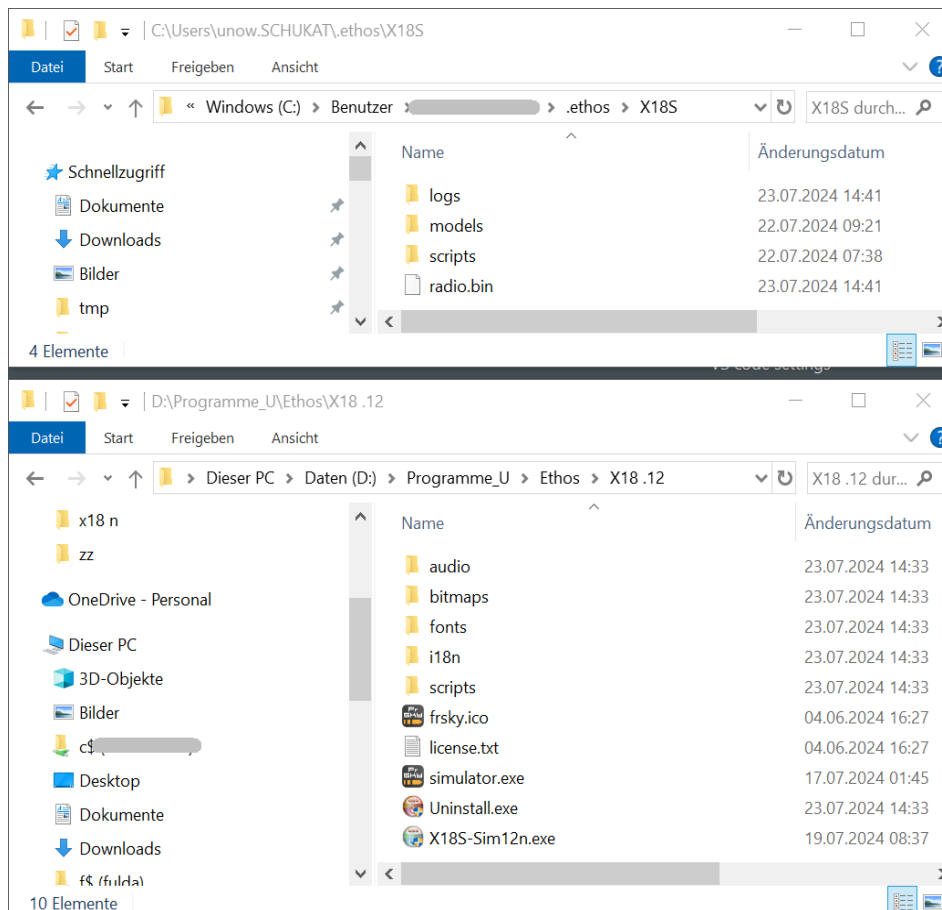 C:\Users\unow.SCHUKAT\.ethos\X18S
Datei Start Freigeben Ansicht
« Windows (C:) > Benutzer > > .ethos > X18S X18S durch...
Name Änderungsdatum
Schnellzugriff
Dokumente
Downloads
Bilder
tmp
logs 23.07.2024 14:41
models 22.07.2024 09:21
scripts 22.07.2024 07:38
radio.bin 23.07.2024 14:41
4 Elemente
VS code settings
D:\Programme_U\Ethos\X18 .12
Datei Start Freigeben Ansicht
> Dieser PC > Daten (D:) > Programme_U > Ethos > X18 .12 X18 .12 dur...
Name Änderungsdatum
x18 n
zz
OneDrive - Personal
Dieser PC
3D-Objekte
Bilder
c$ (
Desktop
Dokumente
Downloads
f$ (fulda)
audio 23.07.2024 14:33
bitmaps 23.07.2024 14:33
fonts 23.07.2024 14:33
i18n 23.07.2024 14:33
scripts 23.07.2024 14:33
frsky.ico 04.06.2024 16:27
license.txt 04.06.2024 16:27
simulator.exe 17.07.2024 01:45
Uninstall.exe 23.07.2024 14:33
X18S-Sim12n.exe 19.07.2024 08:37
10 Elemente